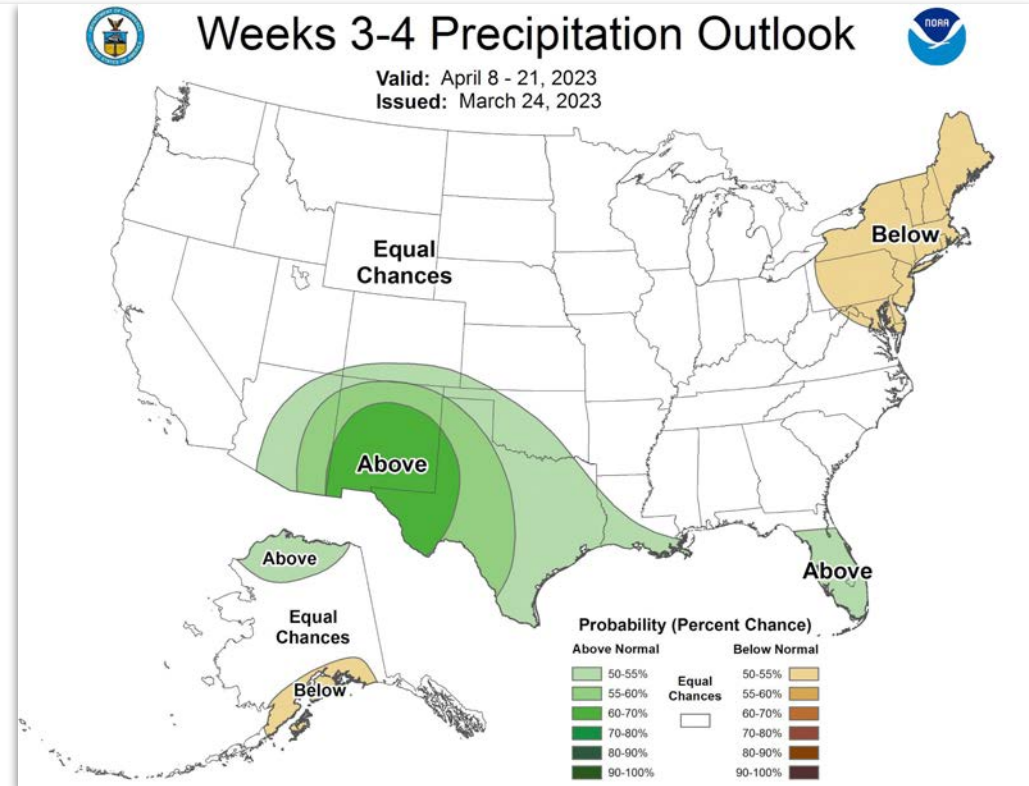 Weeks 3-4 Precipitation Outlook
NOAA
Valid: April 8 - 21, 2023
Issued: March 24, 2023
Equal
Chances
Below
Above
Above
Above
Equal
Chances
Below
Probability (Percent Chance)
Above Normal
Below Normal
Equal
Chances
50-55%
55-60%
60-70%
70-80%
80-90%
90-100%
50-55%
55-60%
60-70%
70-80%
80-90%
90-100%